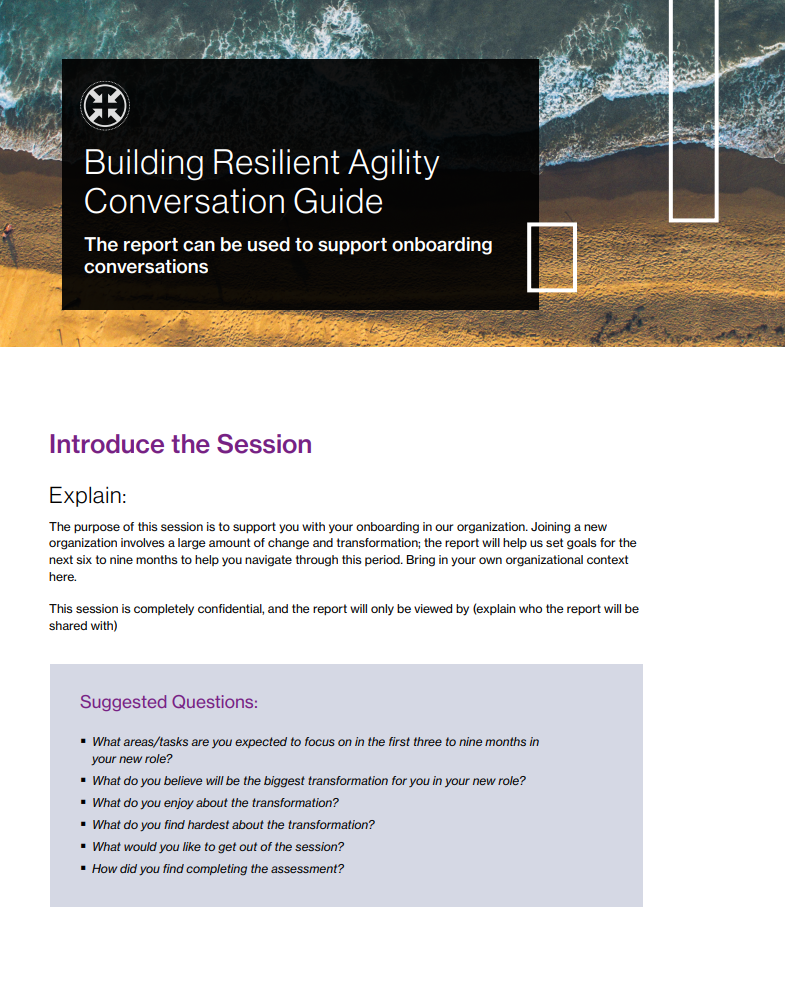 Building Resilient Agility
Conversation Guide
The report can be used to support onboarding
conversations
Introduce the Session
Explain:
The purpose of this session is to support you with your onboarding in our organization. Joining a new
organization involves a large amount of change and transformation; the report will help us set goals for the
next six to nine months to help you navigate through this period. Bring in your own organizational context
here.
This session is completely confidential, and the report will only be viewed by (explain who the report will be
shared with)
Suggested Questions:
▪ What areas/tasks are you expected to focus on in the first three to nine months in
your new role?
▪ What do you believe will be the biggest transformation for you in your new role?
▪ What do you enjoy about the transformation?
▪ What do you find hardest about the transformation?
▪ What would you like to get out of the session?
▪ How did you find completing the assessment?